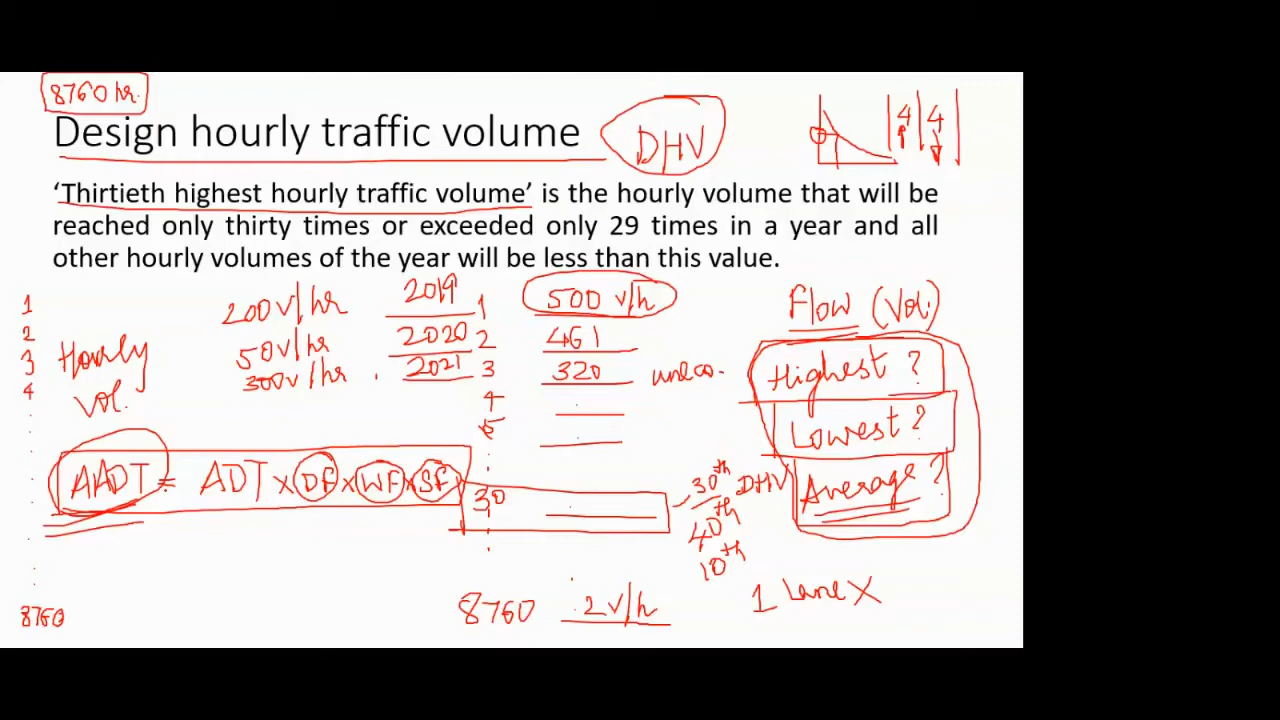 8760 hr.
Design hourly traffic volume
DHV
4 4
‘Thirtieth highest hourly traffic volume’ is the hourly volume that will be
reached only thirty times or exceeded only 29 times in a year and all
other hourly volumes of the year will be less than this value.
1 200 v/hr 2019 1 500 v/h Flow (Vol.)
2 50 v/hr 2020 2 461
3 Hourly 300 v/hr 2021 3 320 uneco. Highest ?
4 Vol. 4
5 Lowest ?
AADT = ADT x DF x WF x SF
30 30th DHV Average ?
40th
10th
8760 8760 2 v/h 1 Lane X